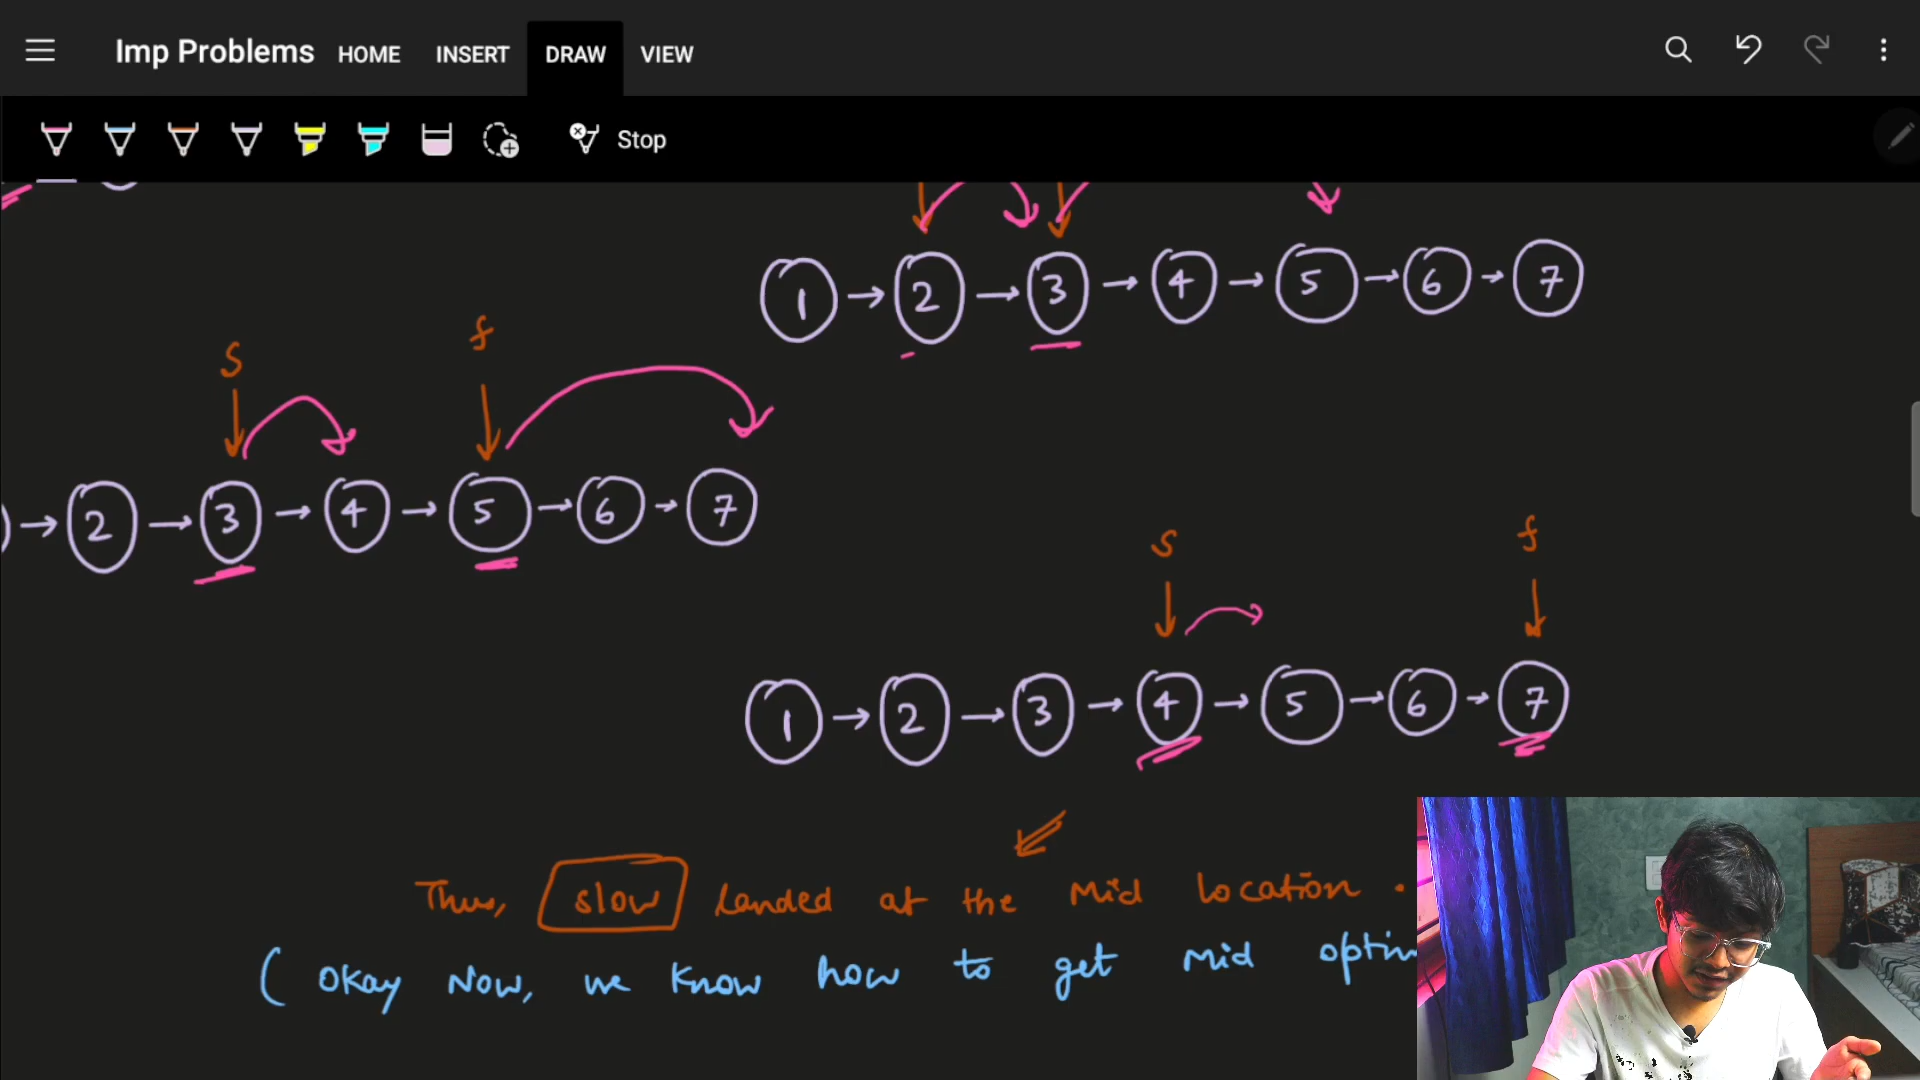 Imp Problems HOME INSERT DRAW VIEW
Stop
1 → 2 → 3 → 4 → 5 → 6 → 7
S f
→ 2 → 3 → 4 → 5 → 6 → 7
S f
1 → 2 → 3 → 4 → 5 → 6 → 7
Thus, slow Landed at the Mid Location .
( Okay Now, we know how to get Mid optim